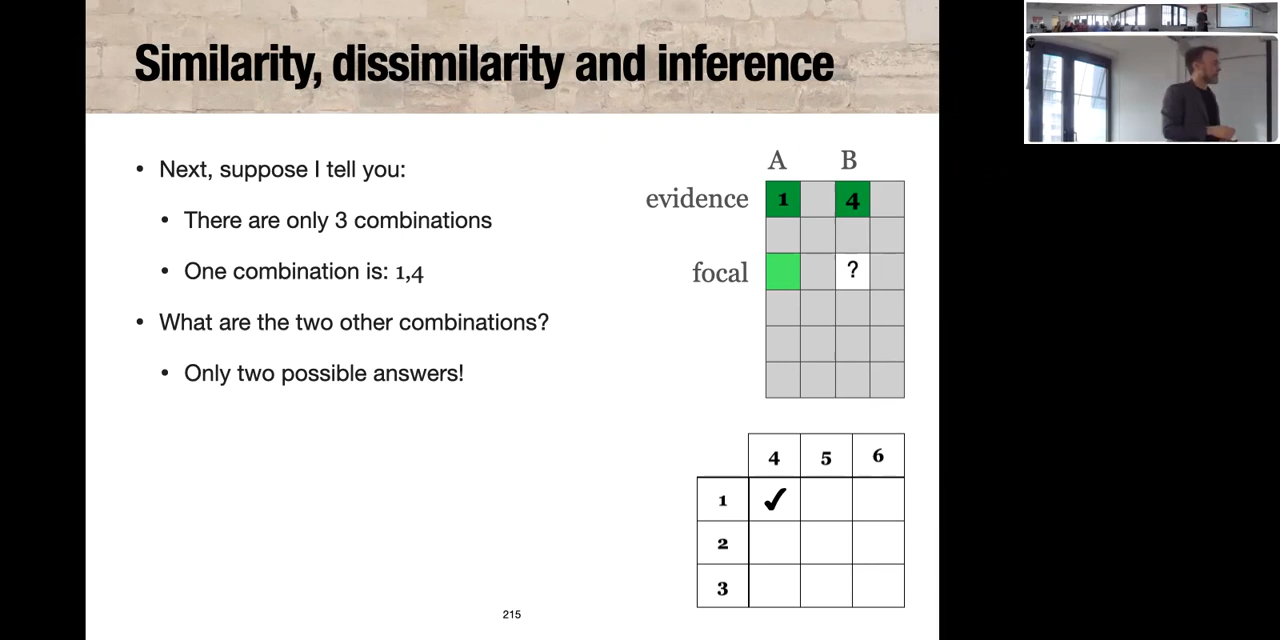 Similarity, dissimilarity and inference
• Next, suppose I tell you:
• There are only 3 combinations
• One combination is: 1,4
• What are the two other combinations?
• Only two possible answers!
A B
evidence 1 4
focal ?
4 5 6
1 ✓
2
3
215